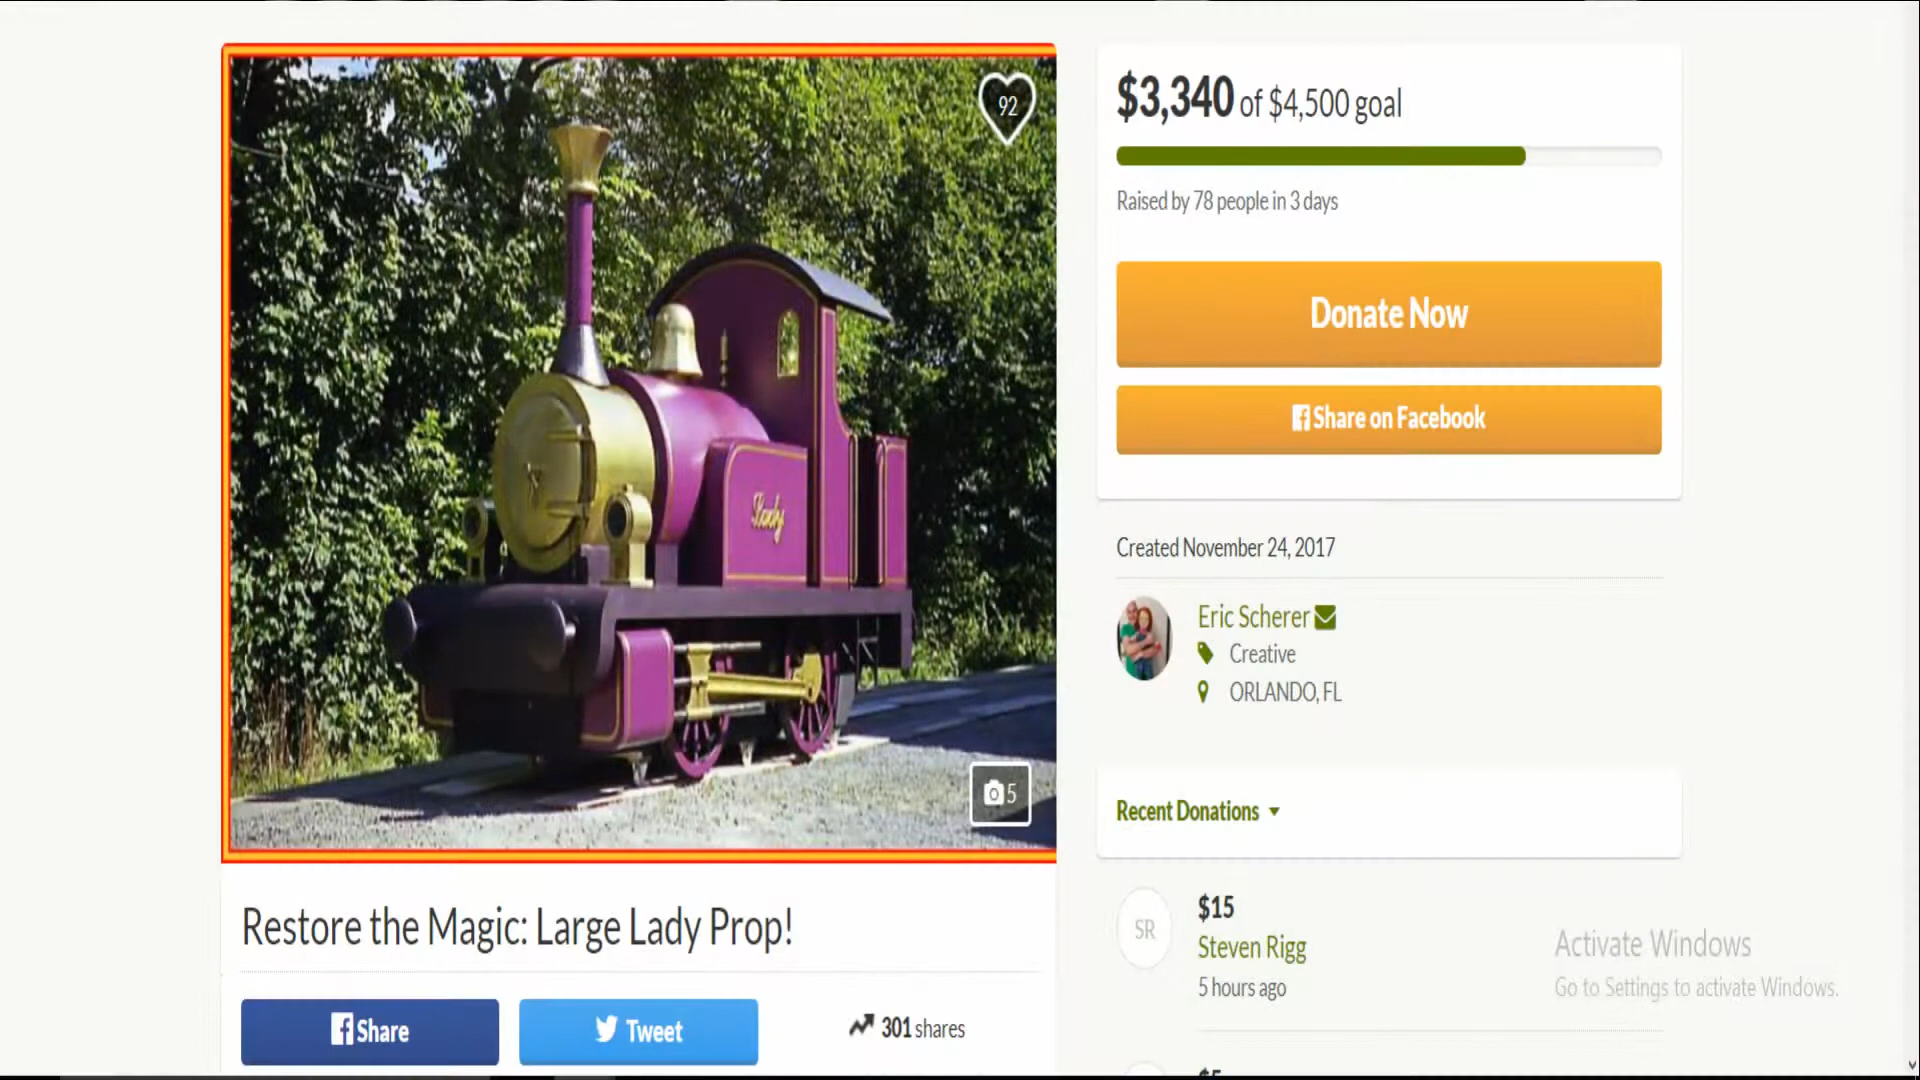 92
Lady
5
Restore the Magic: Large Lady Prop!
Share
Tweet
301 shares
$3,340 of $4,500 goal
Raised by 78 people in 3 days
Donate Now
Share on Facebook
Created November 24, 2017
Eric Scherer
Creative
ORLANDO, FL
Recent Donations
SR
$15
Steven Rigg
5 hours ago
Activate Windows
Go to Settings to activate Windows.